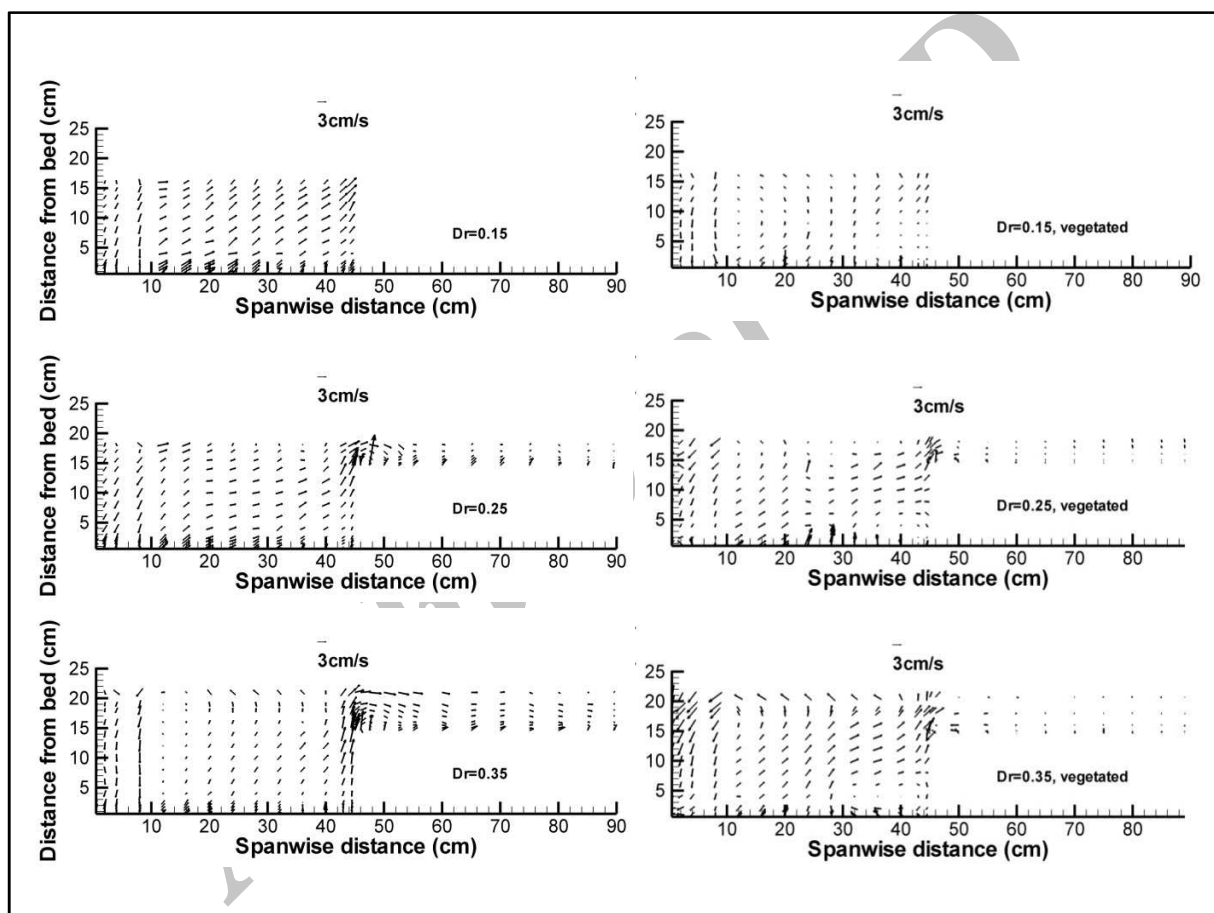 Distance from bed (cm)
3cm/s
25
20
15
10
5
Dr=0.15
10 20 30 40 50 60 70 80 90
Spanwise distance (cm)
3cm/s
25
20
15
10
5
Dr=0.15, vegetated
10 20 30 40 50 60 70 80 90
Spanwise distance (cm)
Distance from bed (cm)
3cm/s
25
20
15
10
5
Dr=0.25
10 20 30 40 50 60 70 80 90
Spanwise distance (cm)
3cm/s
25
20
15
10
5
Dr=0.25, vegetated
10 20 30 40 50 60 70 80
Spanwise distance (cm)
Distance from bed (cm)
3cm/s
25
20
15
10
5
Dr=0.35
10 20 30 40 50 60 70 80 90
Spanwise distance (cm)
3cm/s
25
20
15
10
5
Dr=0.35, vegetated
10 20 30 40 50 60 70 80
Spanwise distance (cm)